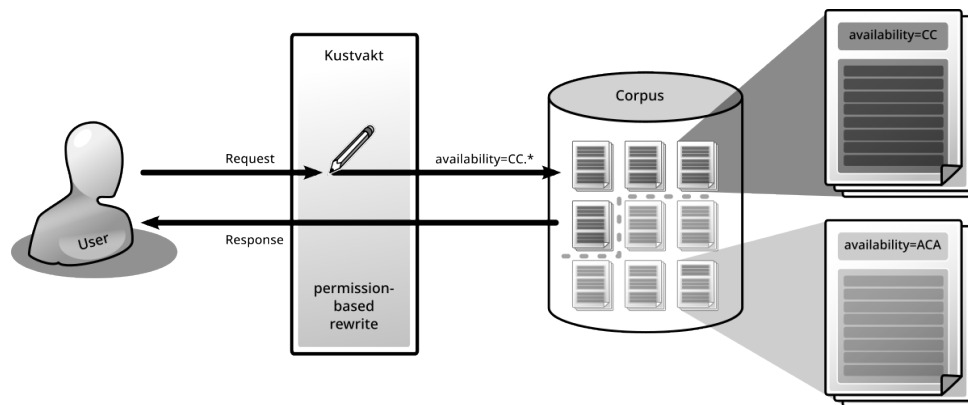 Kustvakt
Request
availability=CC.*
Response
User
permission-
based
rewrite
Corpus
availability=CC
availability=ACA